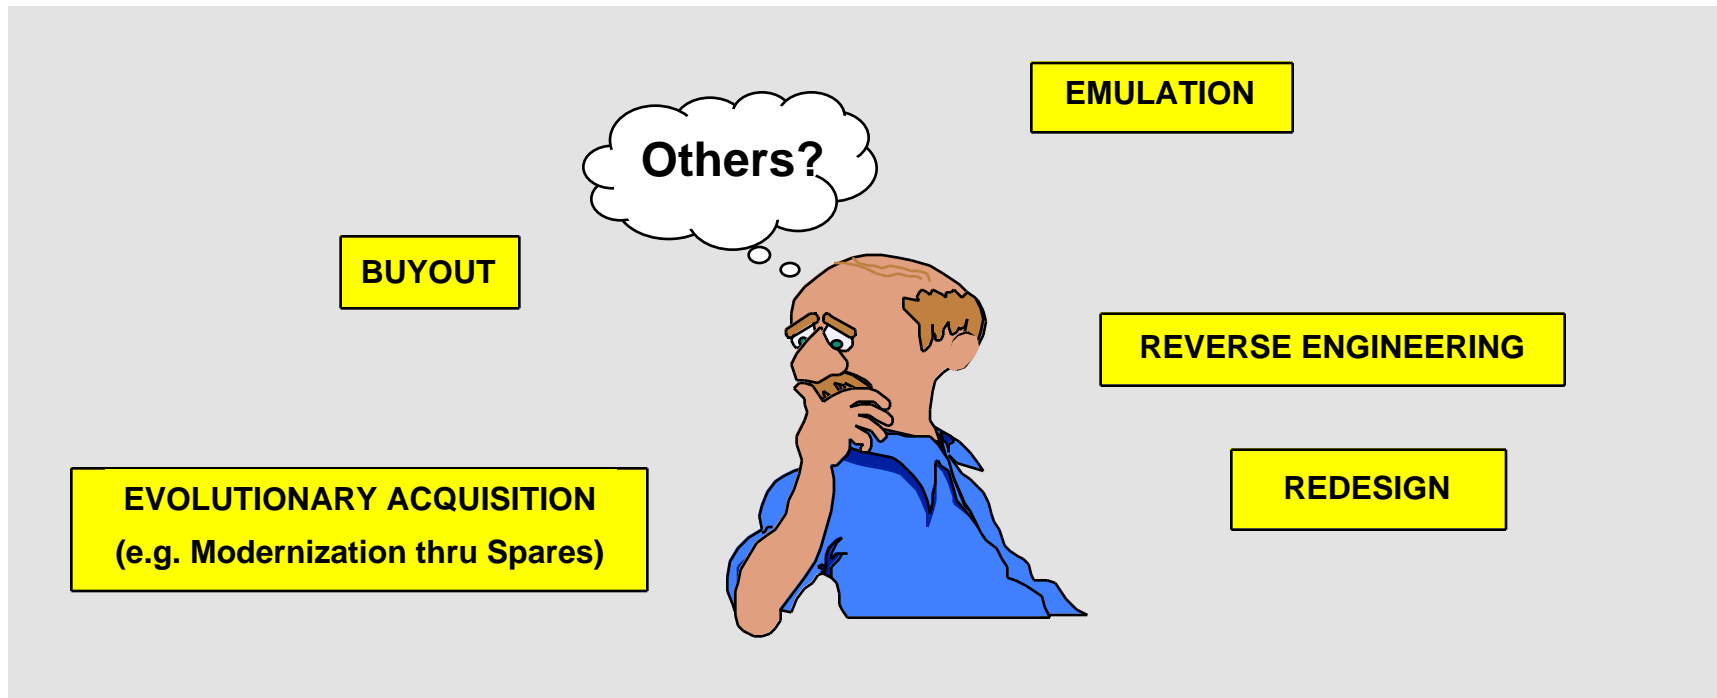 EMULATION
Others?
BUYOUT
REVERSE ENGINEERING
EVOLUTIONARY ACQUISITION
(e.g. Modernization thru Spares)
REDESIGN